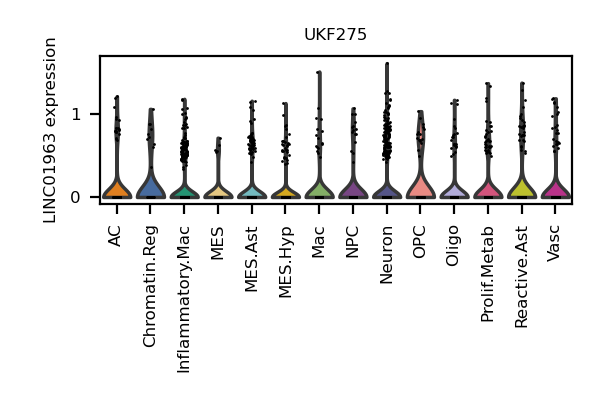 UKF275
LINC01963 expression
1
0
AC
Chromatin.Reg
Inflammatory.Mac
MES
MES.Ast
MES.Hyp
Mac
NPC
Neuron
OPC
Oligo
Prolif.Metab
Reactive.Ast
Vasc